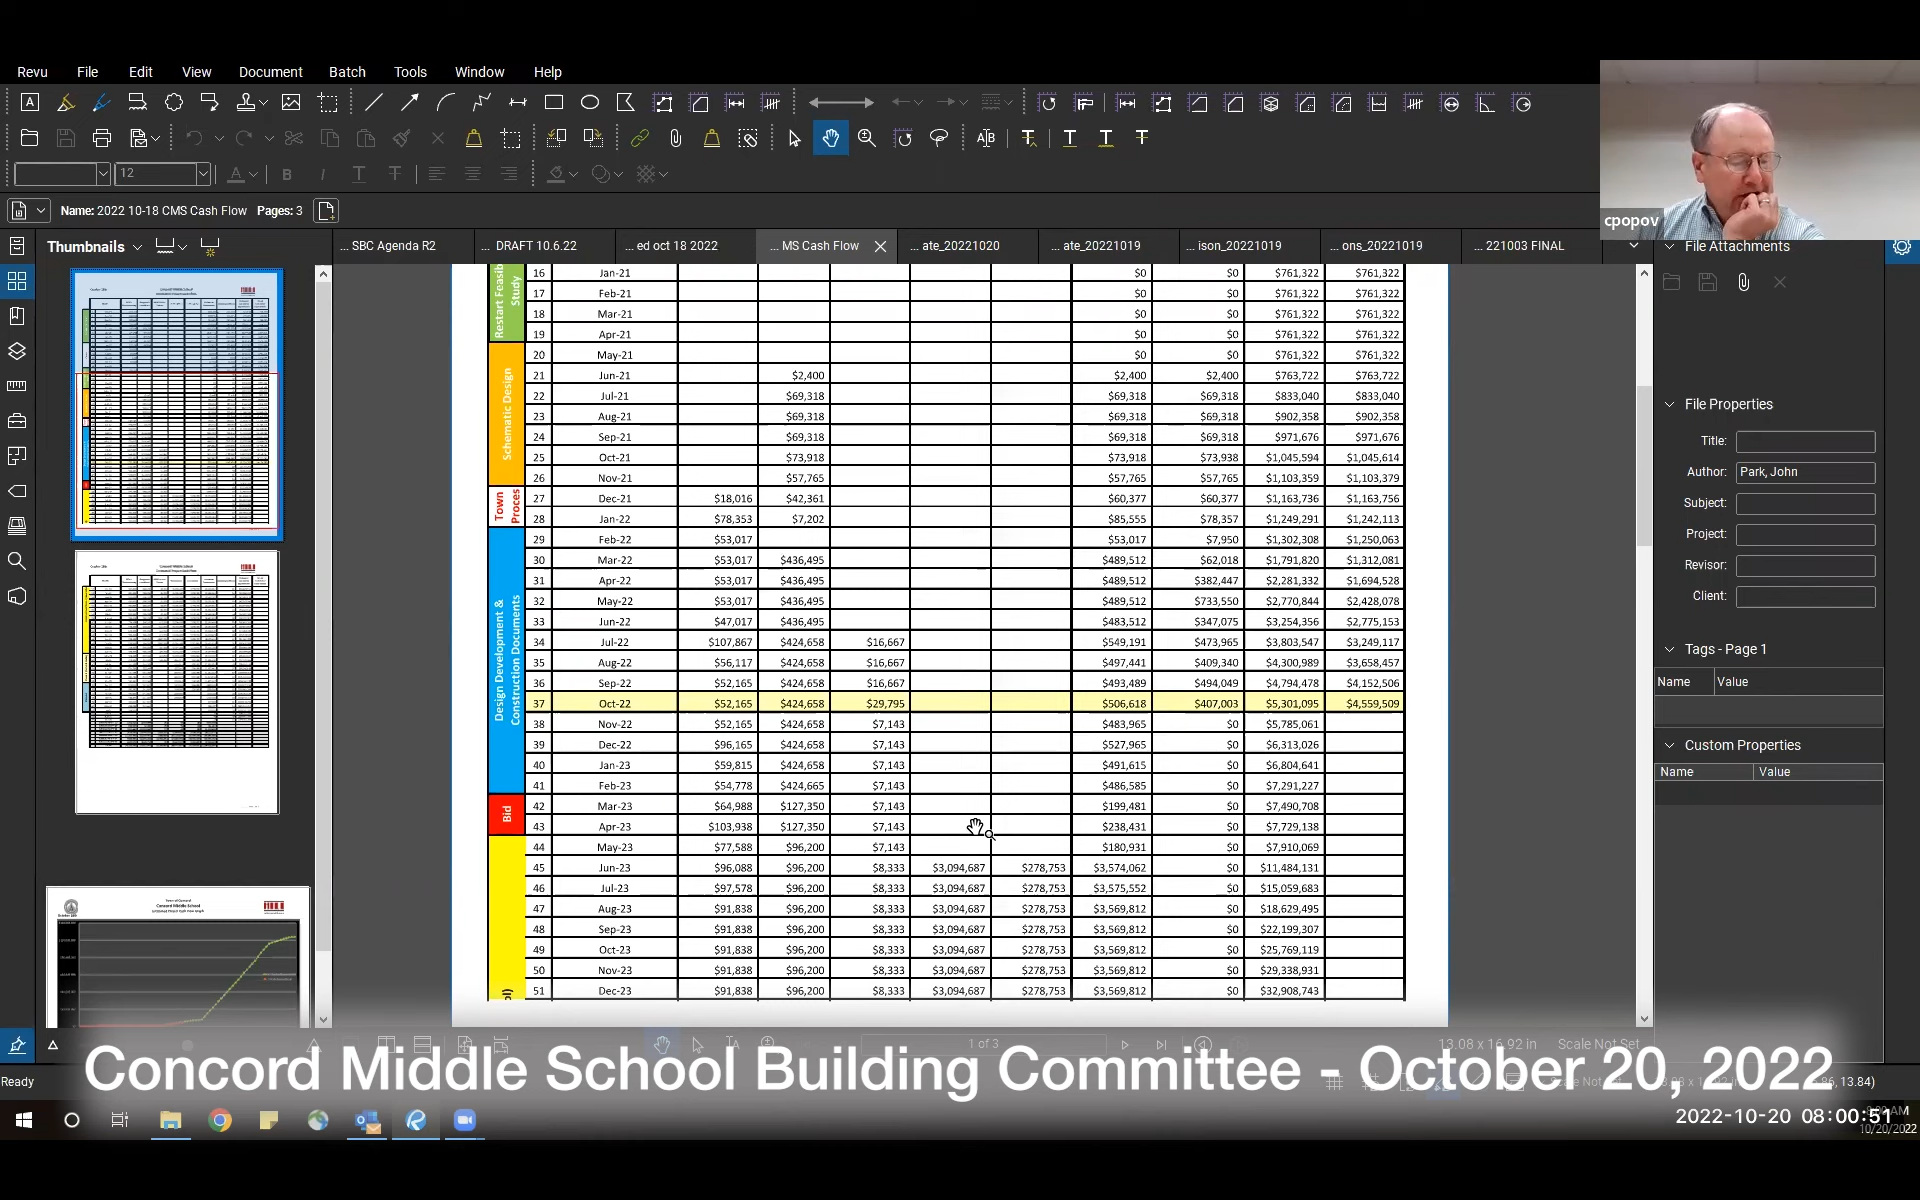 Revu File Edit View Document Batch Tools Window Help
12
Name: 2022 10-18 CMS Cash Flow Pages: 3
cpopov
Thumbnails
... SBC Agenda R2 ... DRAFT 10.6.22 ... ed oct 18 2022 ... MS Cash Flow ... ate_20221020 ... ate_20221019 ... ison_20221019 ... ons_20221019 ... 221003 FINAL
Restart Feasib
Study
16 Jan-21 $0 $0 $761,322 $761,322
17 Feb-21 $0 $0 $761,322 $761,322
18 Mar-21 $0 $0 $761,322 $761,322
19 Apr-21 $0 $0 $761,322 $761,322
Schematic Design
20 May-21 $0 $0 $761,322 $761,322
21 Jun-21 $2,400 $2,400 $2,400 $763,722 $763,722
22 Jul-21 $69,318 $69,318 $69,318 $833,040 $833,040
23 Aug-21 $69,318 $69,318 $69,318 $902,358 $902,358
24 Sep-21 $69,318 $69,318 $69,318 $971,676 $971,676
25 Oct-21 $73,918 $73,918 $73,938 $1,045,594 $1,045,614
26 Nov-21 $57,765 $57,765 $57,765 $1,103,359 $1,103,379
Town
Proces
27 Dec-21 $18,016 $42,361 $60,377 $60,377 $1,163,736 $1,163,756
28 Jan-22 $78,353 $7,202 $85,555 $78,357 $1,249,291 $1,242,113
Design Development &
Construction Documents
29 Feb-22 $53,017 $53,017 $7,950 $1,302,308 $1,250,063
30 Mar-22 $53,017 $436,495 $489,512 $62,018 $1,791,820 $1,312,081
31 Apr-22 $53,017 $436,495 $489,512 $382,447 $2,281,332 $1,694,528
32 May-22 $53,017 $436,495 $489,512 $733,550 $2,770,844 $2,428,078
33 Jun-22 $47,017 $436,495 $483,512 $347,075 $3,254,356 $2,775,153
34 Jul-22 $107,867 $424,658 $16,667 $549,191 $473,965 $3,803,547 $3,249,117
35 Aug-22 $56,117 $424,658 $16,667 $497,441 $409,340 $4,300,989 $3,658,457
36 Sep-22 $52,165 $424,658 $16,667 $493,489 $494,049 $4,794,478 $4,152,506
37 Oct-22 $52,165 $424,658 $29,795 $506,618 $407,003 $5,301,095 $4,559,509
38 Nov-22 $52,165 $424,658 $7,143 $483,965 $0 $5,785,061
39 Dec-22 $96,165 $424,658 $7,143 $527,965 $0 $6,313,026
40 Jan-23 $59,815 $424,658 $7,143 $491,615 $0 $6,804,641
41 Feb-23 $54,778 $424,665 $7,143 $486,585 $0 $7,291,227
Bid
42 Mar-23 $64,988 $127,350 $7,143 $199,481 $0 $7,490,708
43 Apr-23 $103,938 $127,350 $7,143 $238,431 $0 $7,729,138
44 May-23 $77,588 $96,200 $7,143 $180,931 $0 $7,910,069
45 Jun-23 $96,088 $96,200 $8,333 $3,094,687 $278,753 $3,574,062 $0 $11,484,131
46 Jul-23 $97,578 $96,200 $8,333 $3,094,687 $278,753 $3,575,552 $0 $15,059,683
47 Aug-23 $91,838 $96,200 $8,333 $3,094,687 $278,753 $3,569,812 $0 $18,629,495
48 Sep-23 $91,838 $96,200 $8,333 $3,094,687 $278,753 $3,569,812 $0 $22,199,307
49 Oct-23 $91,838 $96,200 $8,333 $3,094,687 $278,753 $3,569,812 $0 $25,769,119
50 Nov-23 $91,838 $96,200 $8,333 $3,094,687 $278,753 $3,569,812 $0 $29,338,931
51 Dec-23 $91,838 $96,200 $8,333 $3,094,687 $278,753 $3,569,812 $0 $32,908,743
File Attachments
File Properties
Title:
Author: Park, John
Subject:
Project:
Revisor:
Client:
Tags - Page 1
Name Value
Custom Properties
Name Value
Concord Middle School
1 of 3 13.08 x 16.92 in Scale Not Set
Concord Middle School Building Committee - October 20, 2022
Ready
2022-10-20 08:00:51
10/20/2022